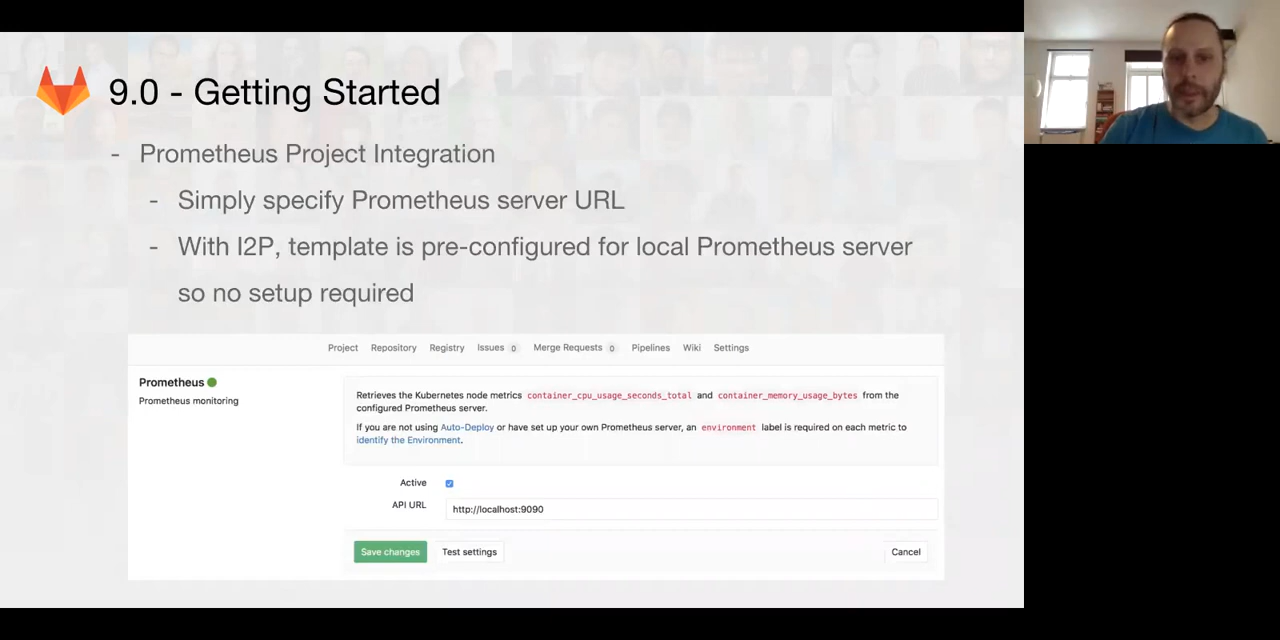 9.0 - Getting Started
- Prometheus Project Integration
- Simply specify Prometheus server URL
- With I2P, template is pre-configured for local Prometheus server
so no setup required
Project Repository Registry Issues 0 Merge Requests 0 Pipelines Wiki Settings
Prometheus
Prometheus monitoring
Retrieves the Kubernetes node metrics container_cpu_usage_seconds_total and container_memory_usage_bytes from the
configured Prometheus server.
If you are not using Auto-Deploy or have set up your own Prometheus server, an environment label is required on each metric to
identify the Environment.
Active
API URL http://localhost:9090
Save changes Test settings Cancel